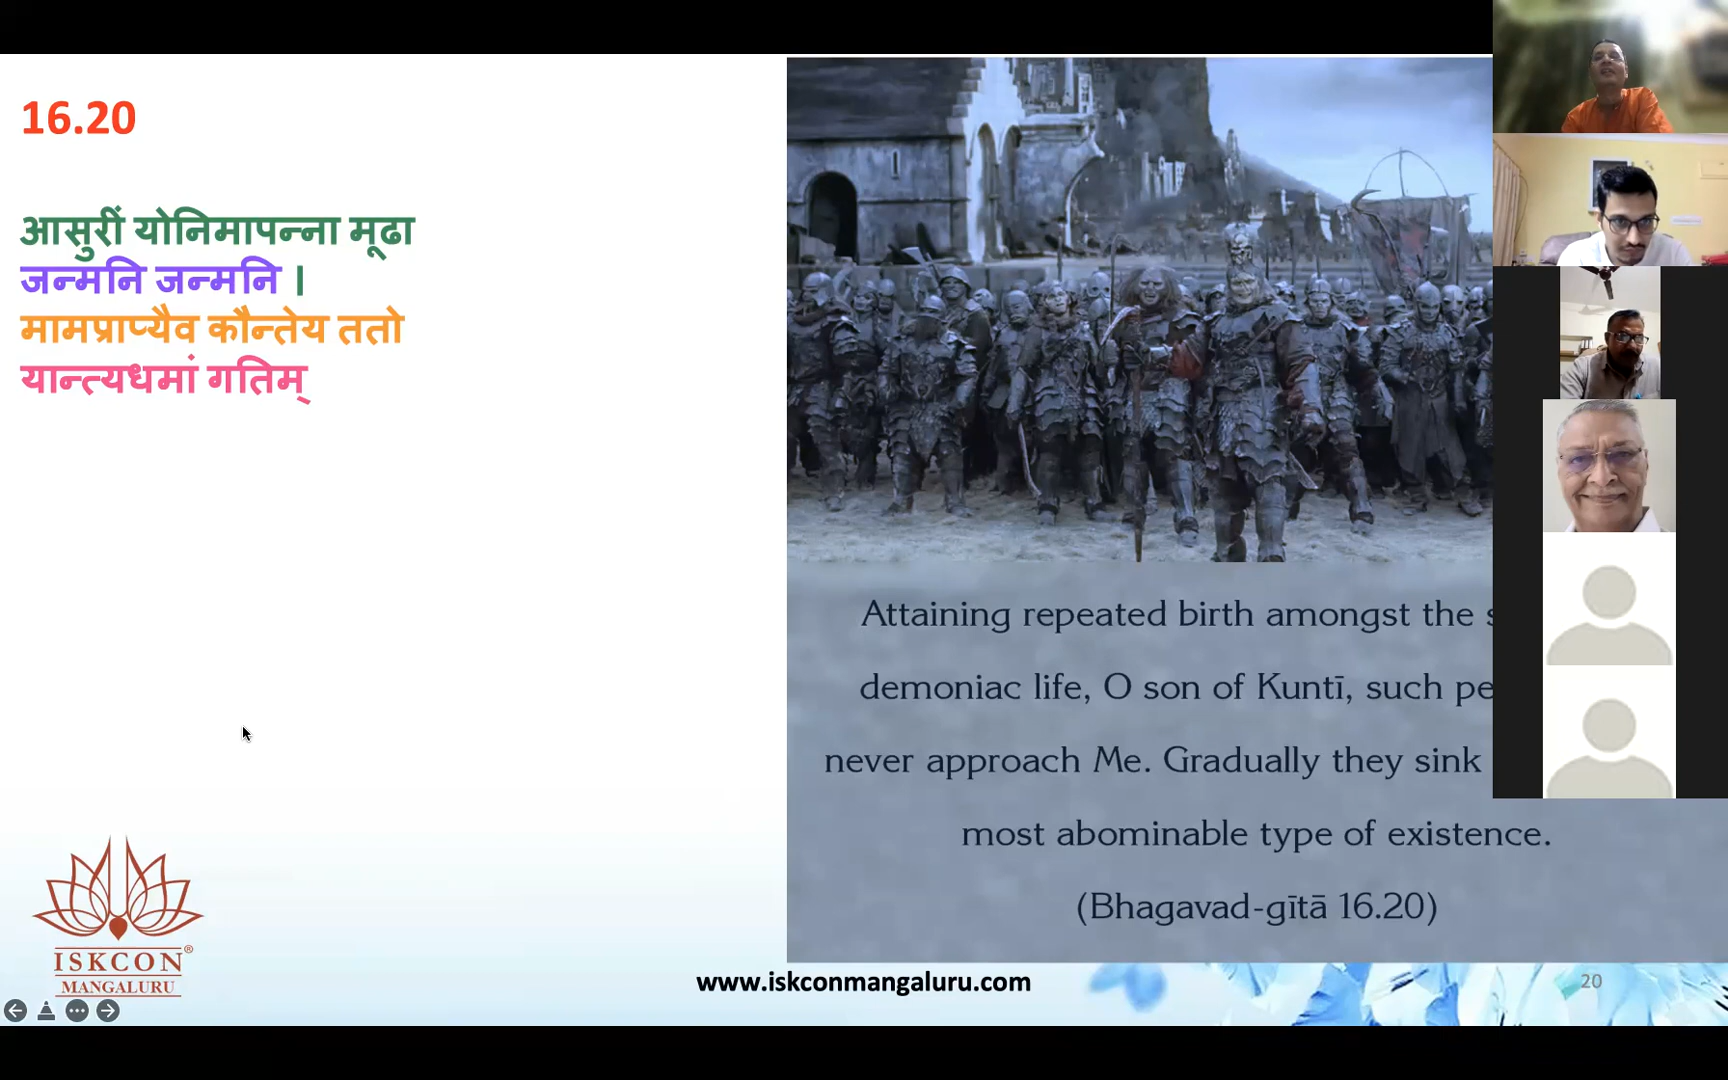 16.20
आसुरीं योनिमापन्ना मूढा
जन्मनि जन्मनि ।
मामप्राप्यैव कौन्तेय ततो
यान्त्यधमां गतिम्
Attaining repeated birth amongst the
demoniac life, O son of Kuntī, such
never approach Me. Gradually they sink
most abominable type of existence.
(Bhagavad-gītā 16.20)
ISKCON®
MANGALURU
www.iskconmangaluru.com
20